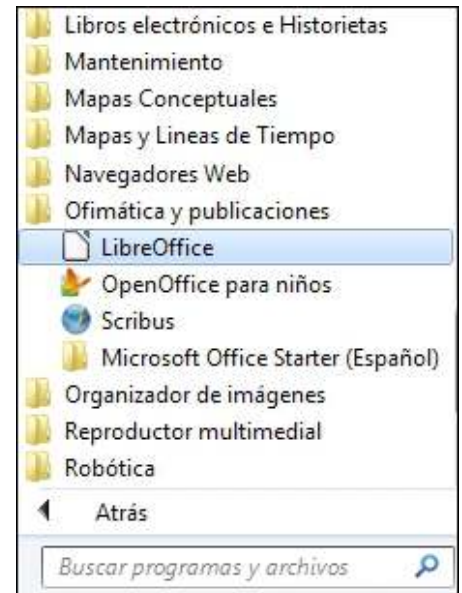 Libros electrónicos e Historietas
Mantenimiento
Mapas Conceptuales
Mapas y Lineas de Tiempo
Navegadores Web
Ofimática y publicaciones
LibreOffice
OpenOffice para niños
Scribus
Microsoft Office Starter (Español)
Organizador de imágenes
Reproductor multimedial
Robótica
Atrás
Buscar programas y archivos